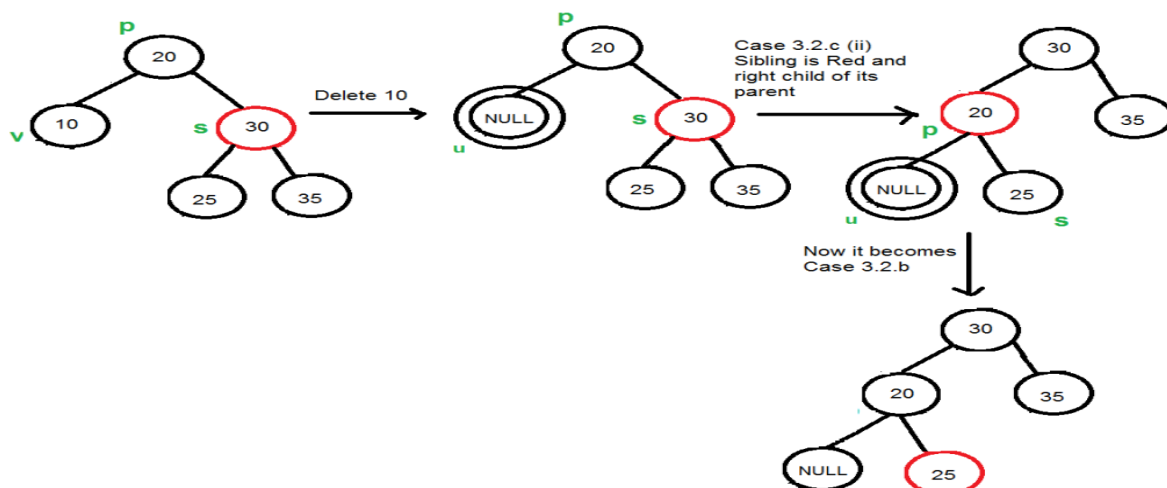 p
20
v
10
s
30
25
35
Delete 10
p
20
NULL
u
s
30
25
35
Case 3.2.c (ii)
Sibling is Red and
right child of its
parent
30
20
p
35
NULL
u
25
s
Now it becomes
Case 3.2.b
30
20
35
NULL
25